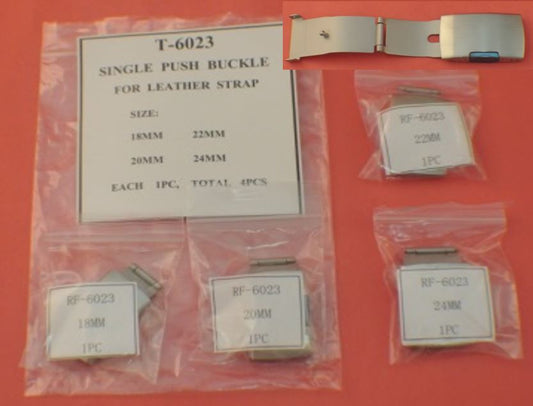 T-6023
SINGLE PUSH BUCKLE
FOR LEATHER STRAP
SIZE:
18MM 22MM
20MM 24MM
EACH 1PC, TOTAL 4PCS
RF-6023
22MM
1PC
RF-6023
18MM
1PC
RF-6023
20MM
1PC
RF-6023
24MM
1PC